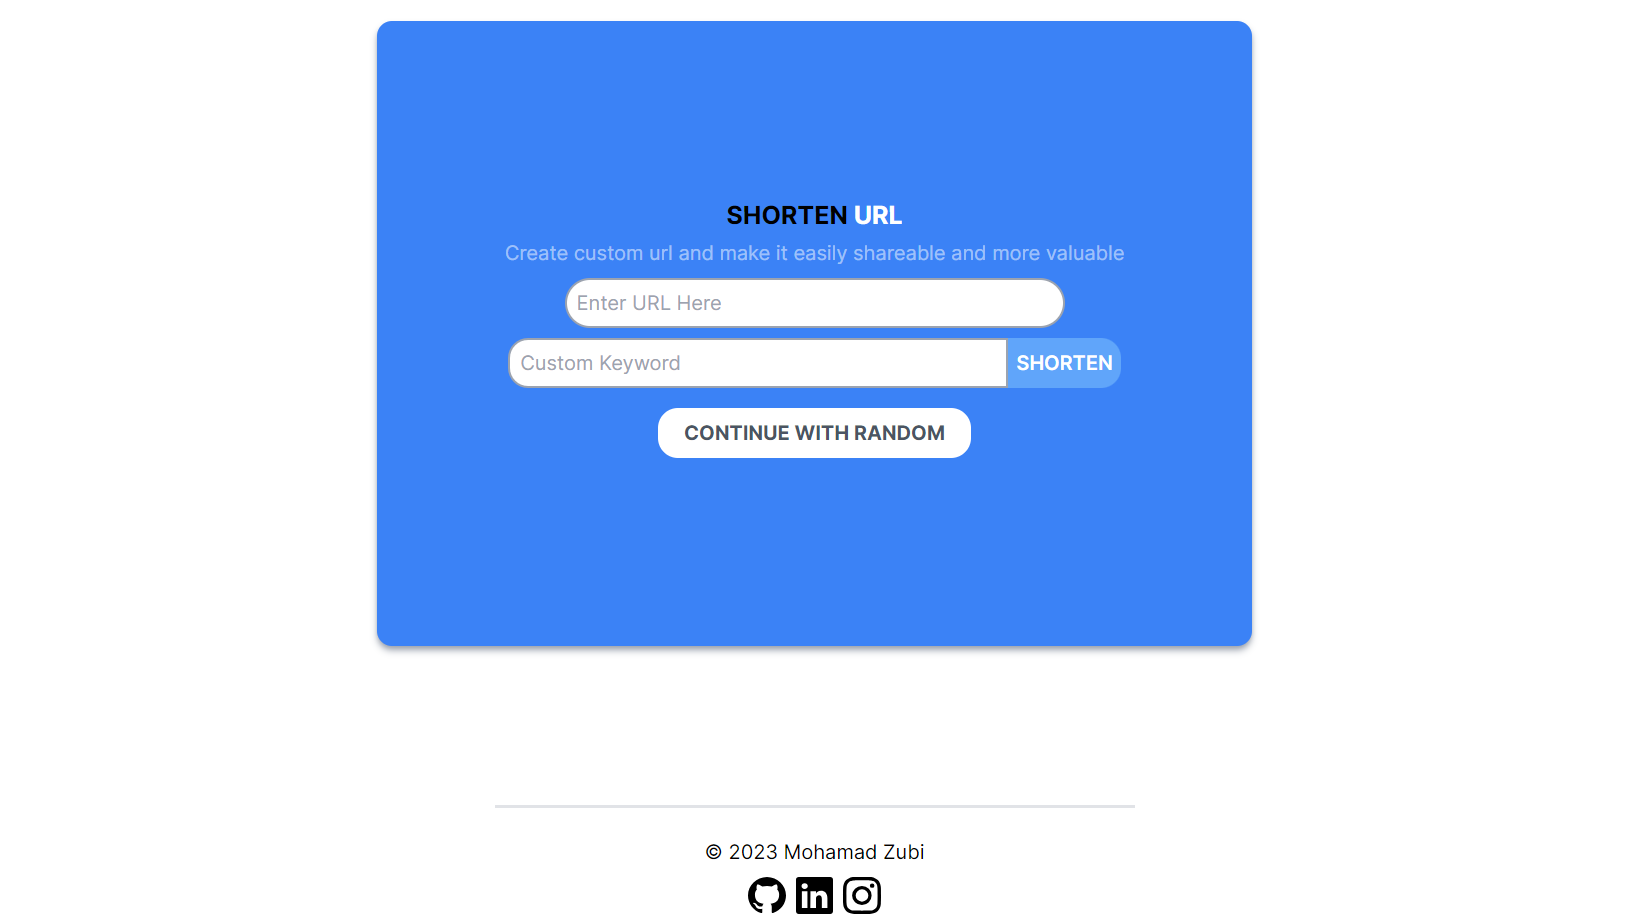 SHORTEN URL
Create custom url and make it easily shareable and more valuable
Enter URL Here
Custom Keyword SHORTEN
CONTINUE WITH RANDOM
© 2023 Mohamad Zubi
in